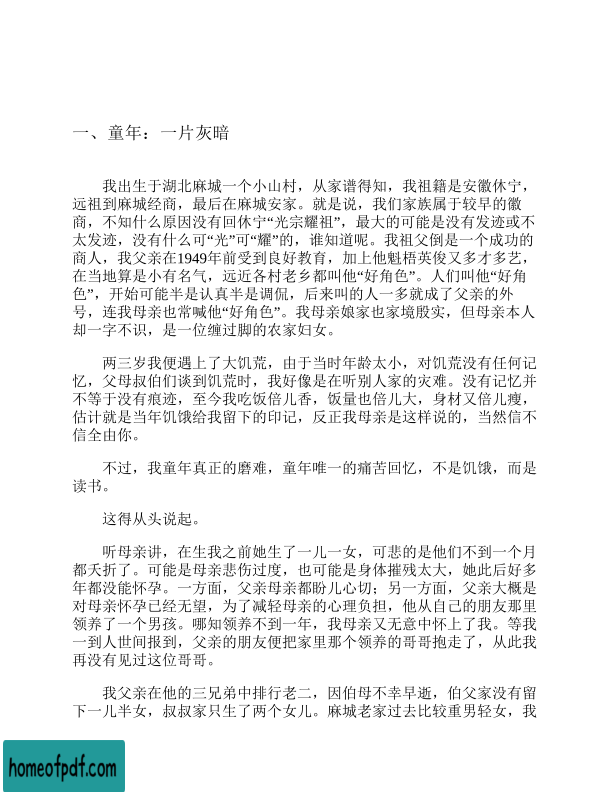 一、童年：一片灰暗
我出生于湖北麻城一个小山村，从家谱得知，我祖籍是安徽休宁，
远祖到麻城经商，最后在麻城安家。就是说，我们家族属于较早的徽
商，不知什么原因没有回休宁“光宗耀祖”，最大的可能是没有发迹或不
太发迹，没有什么可“光”可“耀”的，谁知道呢。我祖父倒是一个成功的
商人，我父亲在1949年前受到良好教育，加上他魁梧英俊又多才多艺，
在当地算是小有名气，远近各村老乡都叫他“好角色”。人们叫他“好角
色”，开始可能半是认真半是调侃，后来叫的人一多就成了父亲的外
号，连我母亲也常喊他“好角色”。我母亲娘家也家境殷实，但母亲本人
却一字不识，是一位缠过脚的农家妇女。
两三岁我便遇上了大饥荒，由于当时年龄太小，对饥荒没有任何记
忆，父母叔伯们谈到饥荒时，我好像是在听别人家的灾难。没有记忆并
不等于没有痕迹，至今我吃饭倍儿香，饭量也倍儿大，身材又倍儿瘦，
估计就是当年饥饿给我留下的印记，反正我母亲是这样说的，当然信不
信全由你。
不过，我童年真正的磨难，童年唯一的痛苦回忆，不是饥饿，而是
读书。
这得从头说起。
听母亲讲，在生我之前她生了一儿一女，可悲的是他们不到一个月
都夭折了。可能是母亲悲伤过度，也可能是身体摧残太大，她此后好多
年都没能怀孕。一方面，父亲母亲都盼儿心切；另一方面，父亲大概是
对母亲怀孕已经无望，为了减轻母亲的心理负担，他从自己的朋友那里
领养了一个男孩。哪知领养不到一年，我母亲又无意中怀上了我。等我
一到人世间报到，父亲的朋友便把家里那个领养的哥哥抱走了，从此我
再没有见过这位哥哥。
我父亲在他的三兄弟中排行老二，因伯母不幸早逝，伯父家没有留
下一儿半女，叔叔家只生了两个女儿。麻城老家过去比较重男轻女，我
homeofpdf.com